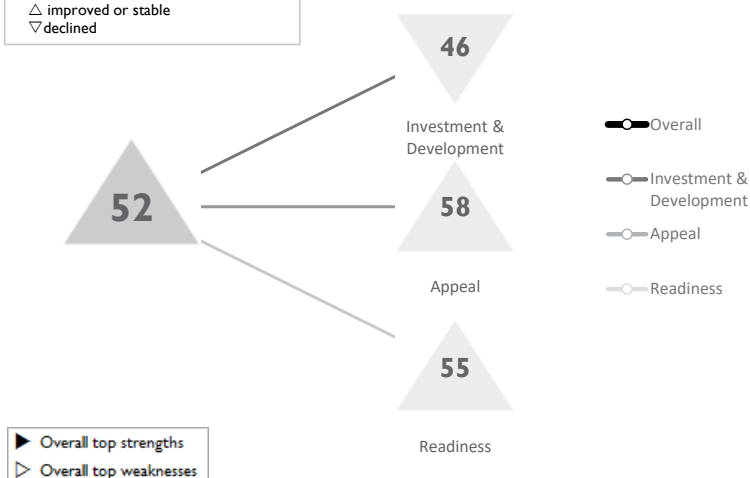 △ improved or stable
▽ declined
46
Investment &
Development
52
58
Appeal
55
Readiness
Overall
Investment &
Development
Appeal
Readiness
▶ Overall top strengths
▷ Overall top weaknesses